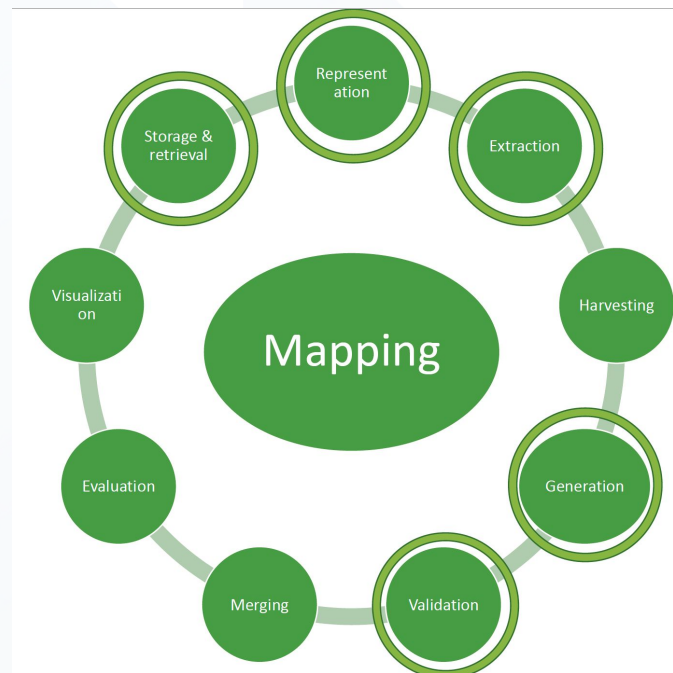 Represent
ation
Storage &
retrieval
Extraction
Visualizati
on
Harvesting
Mapping
Evaluation
Generation
Merging
Validation